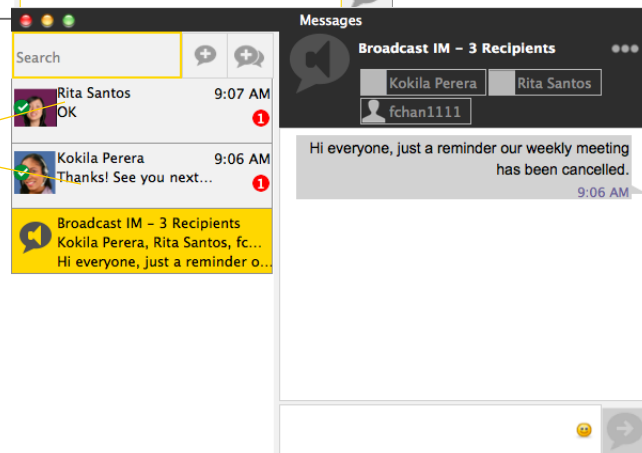 Messages
Search
Rita Santos 9:07 AM
OK
1
Kokila Perera 9:06 AM
Thanks! See you next...
1
Broadcast IM – 3 Recipients
Kokila Perera, Rita Santos, fc...
Hi everyone, just a reminder o...
Broadcast IM – 3 Recipients
Kokila Perera Rita Santos
fchan1111
Hi everyone, just a reminder our weekly meeting
has been cancelled.
9:06 AM